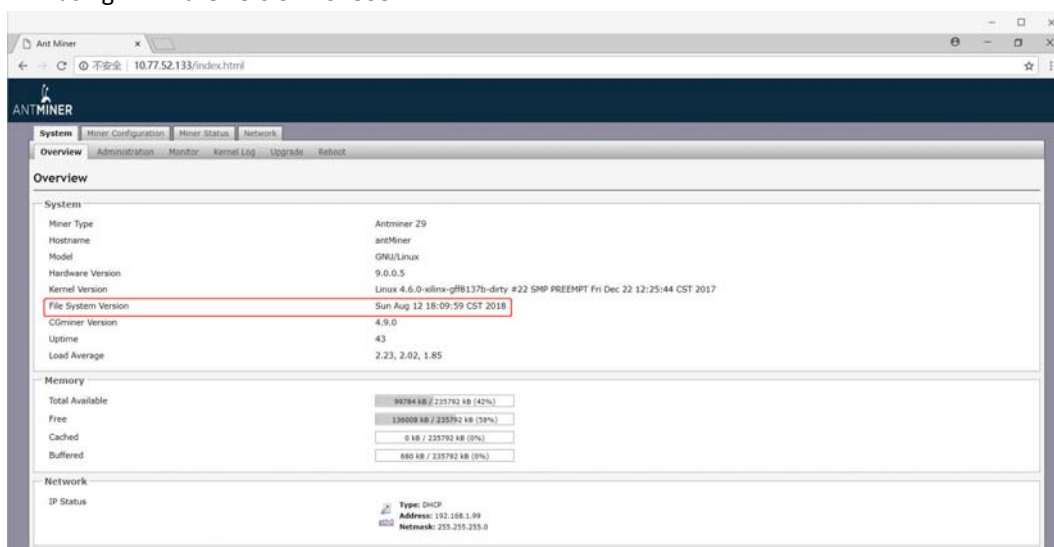 Ant Miner
不安全 | 10.77.52.133/index.html
ANTMINER
System Miner Configuration Miner Status Network
Overview Administration Monitor Kernel Log Upgrade Reboot
Overview
System
Miner Type Antminer Z9
Hostname antMiner
Model GNU/Linux
Hardware Version 9.0.0.5
Kernel Version Linux 4.6.0-xilinx-gff8137b-dirty #22 SMP PREEMPT Fri Dec 22 12:25:44 CST 2017
File System Version Sun Aug 12 18:09:59 CST 2018
CGminer Version 4.9.0
Uptime 43
Load Average 2.23, 2.02, 1.85
Memory
Total Available 99784 kB / 235792 kB (42%)
Free 136008 kB / 235792 kB (58%)
Cached 0 kB / 235792 kB (0%)
Buffered 680 kB / 235792 kB (0%)
Network
IP Status Type: DHCP
Address: 192.168.1.99
Netmask: 255.255.255.0